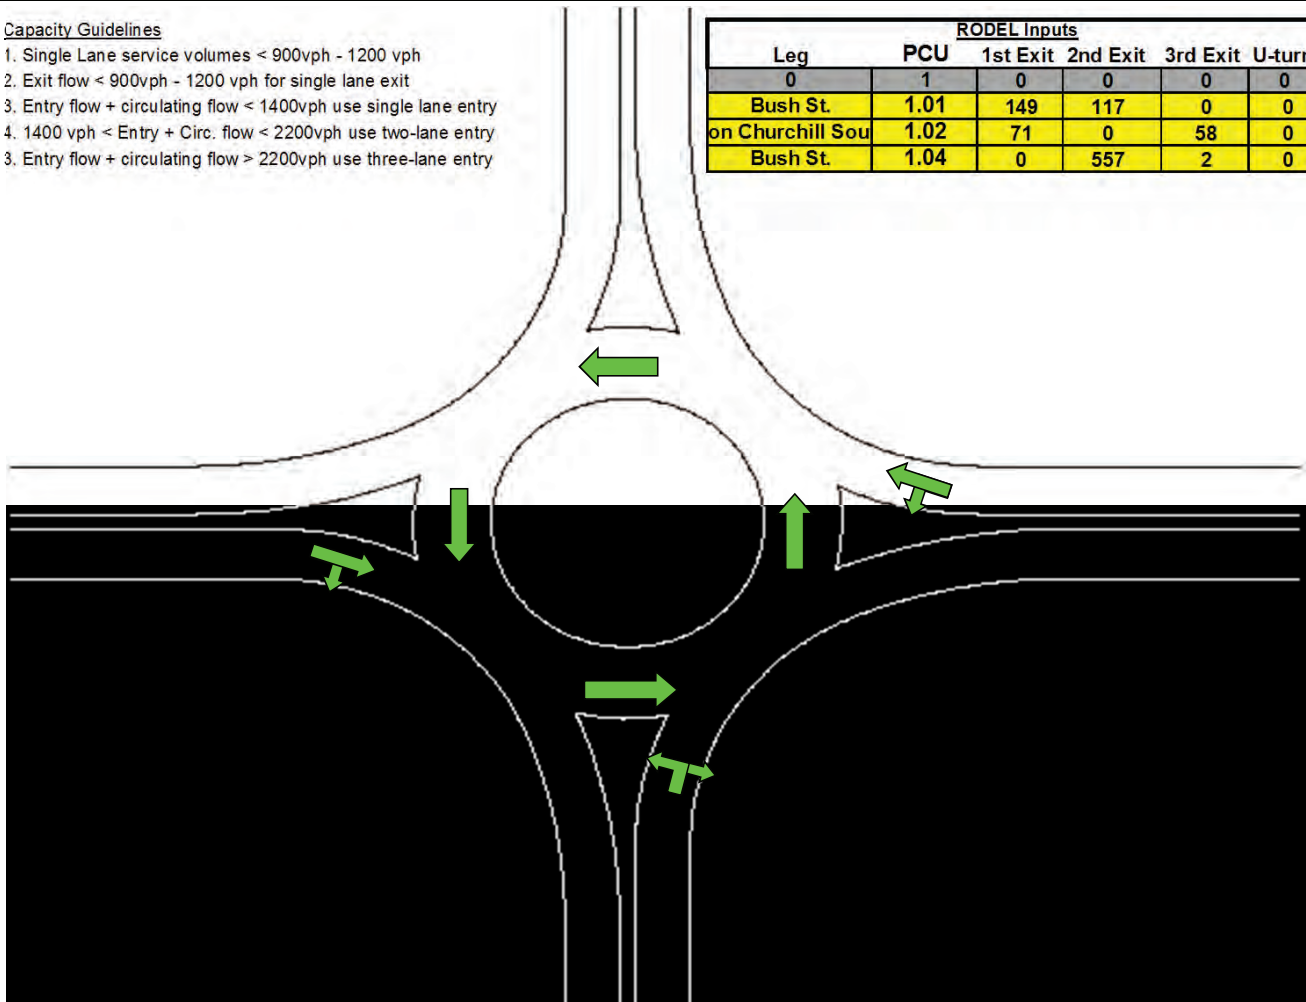 Capacity Guidelines
1. Single Lane service volumes < 900vph - 1200 vph
2. Exit flow < 900vph - 1200 vph for single lane exit
3. Entry flow + circulating flow < 1400vph use single lane entry
4. 1400 vph < Entry + Circ. flow < 2200vph use two-lane entry
3. Entry flow + circulating flow > 2200vph use three-lane entry
RODEL Inputs
Leg PCU 1st Exit 2nd Exit 3rd Exit U-turn
0 1 0 0 0 0
Bush St. 1.01 149 117 0 0
on Churchill Sou 1.02 71 0 58 0
Bush St. 1.04 0 557 2 0